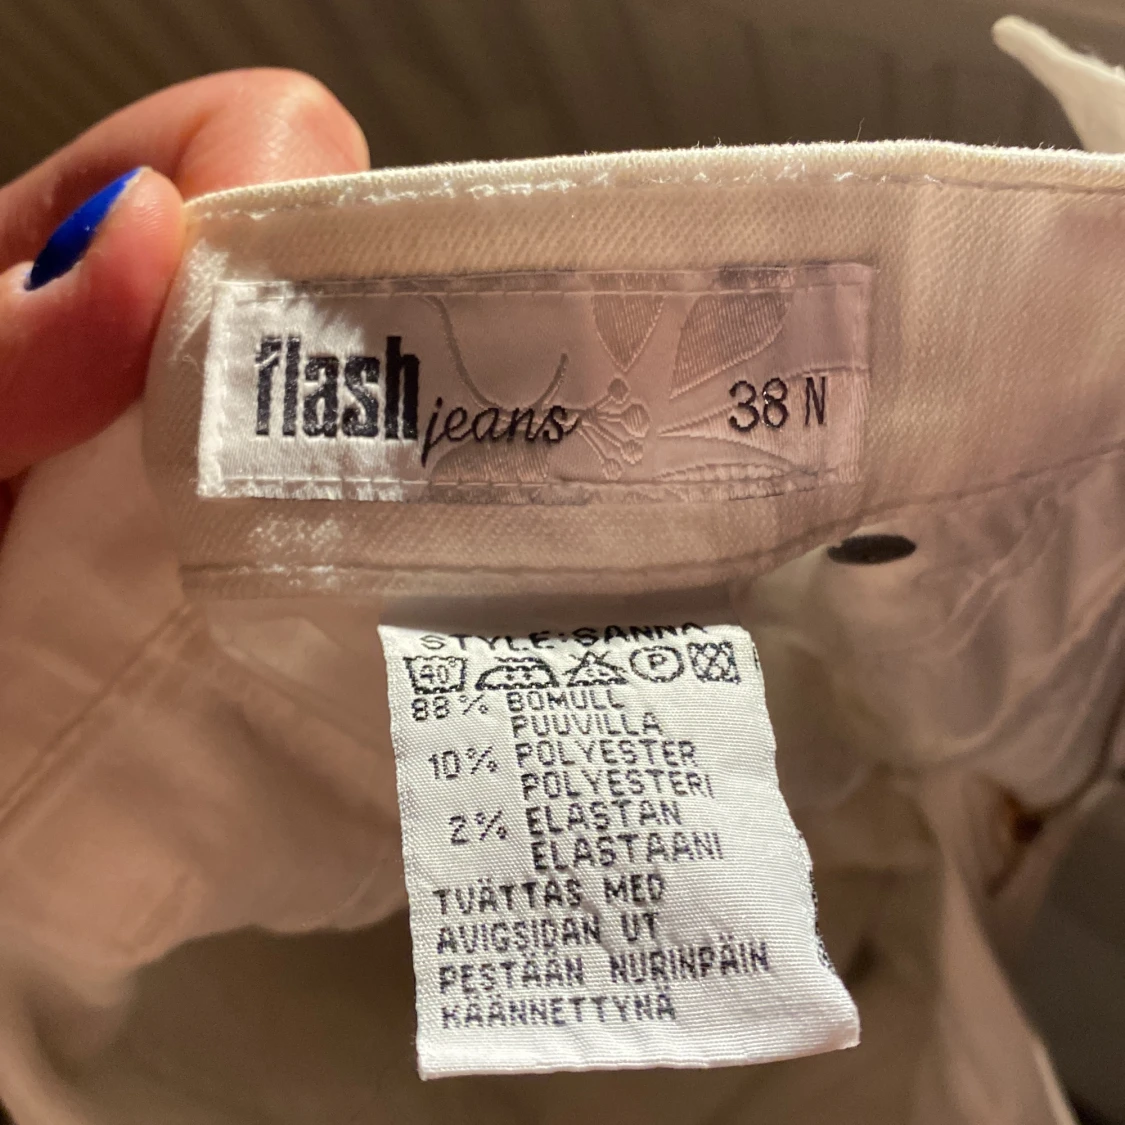 flash jeans 38 N
STYLE:SANNA
40° P
88% BOMULL
PUUVILLA
10% POLYESTER
POLYESTERI
2% ELASTAN
ELASTAANI
TVÄTTAS MED
AVIGSIDAN UT
PESTÄÄN NURINPÄIN
KÄÄNNETTYNÄ